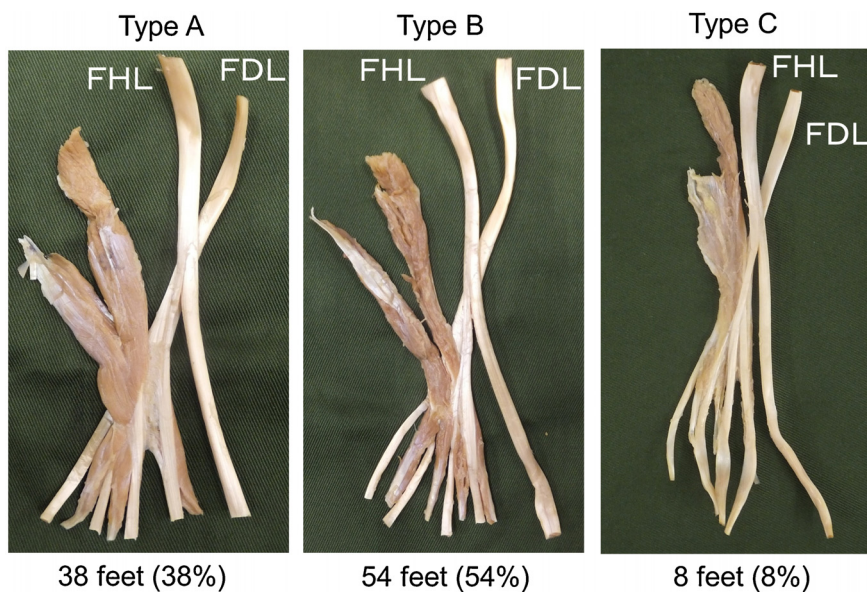 Type A
FHL FDL
38 feet (38%)
Type B
FHL FDL
54 feet (54%)
Type C
FHL
FDL
8 feet (8%)